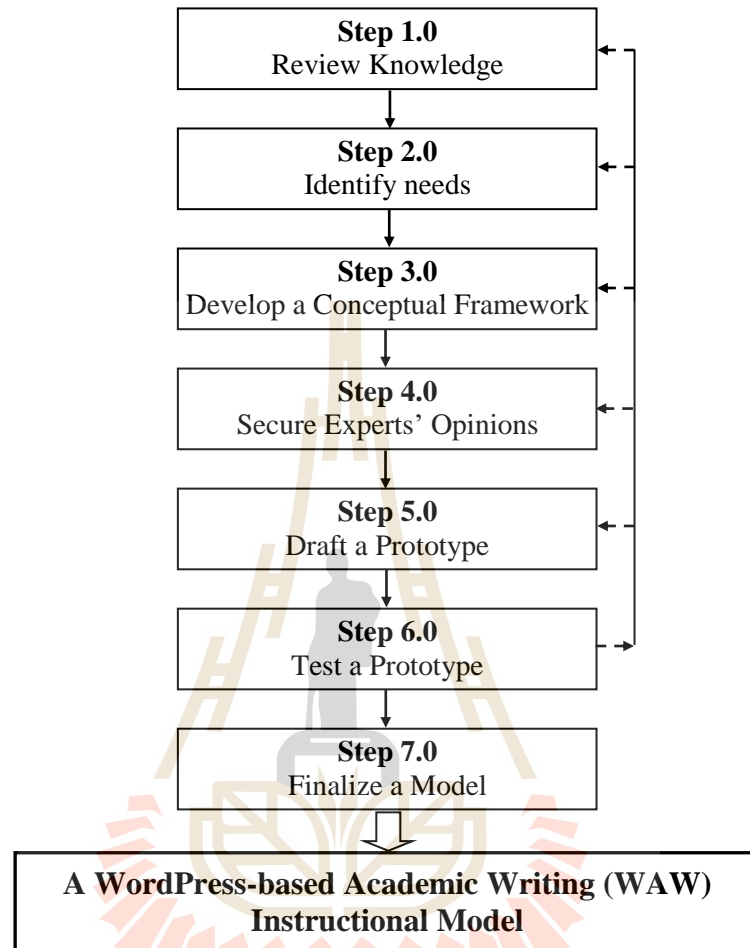 Step 1.0
Review Knowledge
Step 2.0
Identify needs
Step 3.0
Develop a Conceptual Framework
Step 4.0
Secure Experts’ Opinions
Step 5.0
Draft a Prototype
Step 6.0
Test a Prototype
Step 7.0
Finalize a Model
A WordPress-based Academic Writing (WAW)
Instructional Model